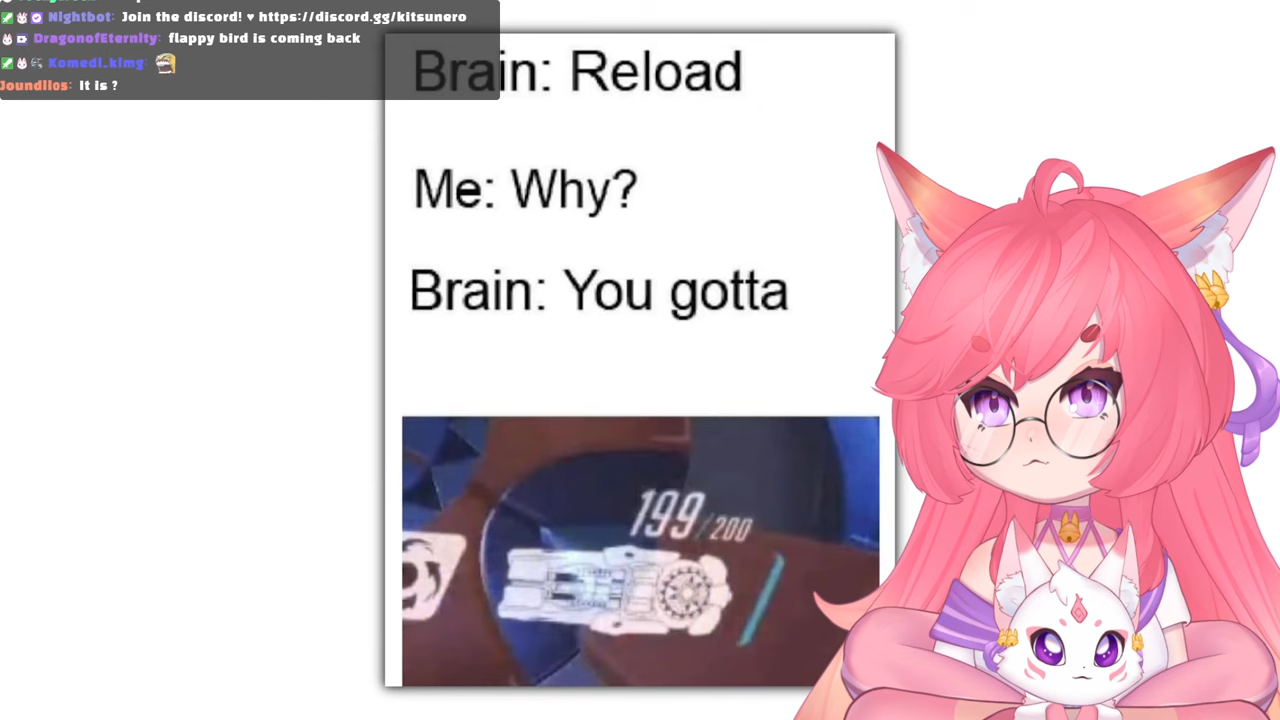 Nightbot: Join the discord! ♥ https://discord.gg/kitsunero
DragonofEternity: flappy bird is coming back
Komedi_kimg:
Joundllos: It is ?
Brain: Reload
Me: Why?
Brain: You gotta
199/200